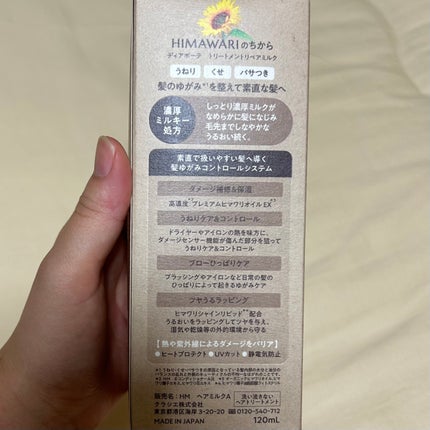 HIMAWARIのちから
ディアボーテ トリートメントリペアミルク
うねり くせ パサつき
髪のゆがみ*1を整えて素直な髪へ
濃厚
ミルキー
処方
しっとり濃厚ミルクが
なめらかに髪になじみ
毛先までしなやかな
うるおい続く。
素直で扱いやすい髪へ導く
髪ゆがみコントロールシステム
ダメージ補修&保湿
高濃度*2プレミアムヒマワリオイルEX*3
うねりケア&コントロール
ドライヤーやアイロンの熱を味方に、
ダメージセンサー機能が傷んだ部分を狙って
うねりケア&コントロール
ブローひっぱりケア
ブラッシングやアイロンなど日常の髪の
ひっぱりによって起きるゆがみケア
ツヤうるラッピング
ヒマワリシャインリピッド*4配合
うるおいをラッピングしてツヤを与え、
湿気や乾燥等の外的環境から守る
【熱や紫外線によるダメージをバリア】
●ヒートプロテクト ●UVカット ●静電気防止
販売名:HM ヘアミルクA
クラシエ株式会社
東京都港区海岸3-20-20 0120-540-712
MADE IN JAPAN
洗い流さない
ヘアトリートメント
120mL